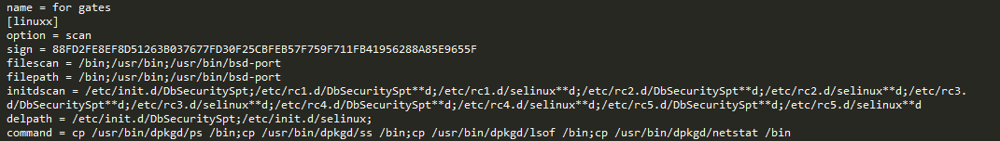 name = for gates
[linuxx]
option = scan
sign = 88FD2FE8EF8D51263B037677FD30F25CBFEB57F759F711FB41956288A85E9655F
filescan = /bin;/usr/bin;/usr/bin/bsd-port
filepath = /bin;/usr/bin;/usr/bin/bsd-port
initdscan = /etc/init.d/DbSecuritySpt;/etc/rc1.d/DbSecuritySpt**d;/etc/rc1.d/selinux**d;/etc/rc2.d/DbSecuritySpt**d;/etc/rc2.d/selinux**d;/etc/rc3.
d/DbSecuritySpt**d;/etc/rc3.d/selinux**d;/etc/rc4.d/DbSecuritySpt**d;/etc/rc4.d/selinux**d;/etc/rc5.d/DbSecuritySpt**d;/etc/rc5.d/selinux**d
delpath = /etc/init.d/DbSecuritySpt;/etc/init.d/selinux;
command = cp /usr/bin/dpkgd/ps /bin;cp /usr/bin/dpkgd/ss /bin;cp /usr/bin/dpkgd/lsof /bin;cp /usr/bin/dpkgd/netstat /bin